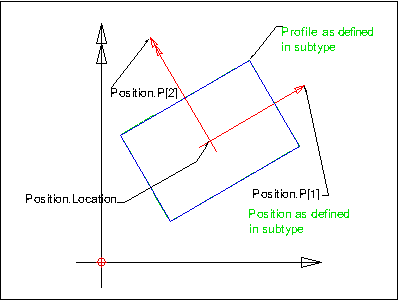 Profile as defined
in subtype
Position.P[2]
Position.Location
Position.P[1]
Position as defined
in subtype